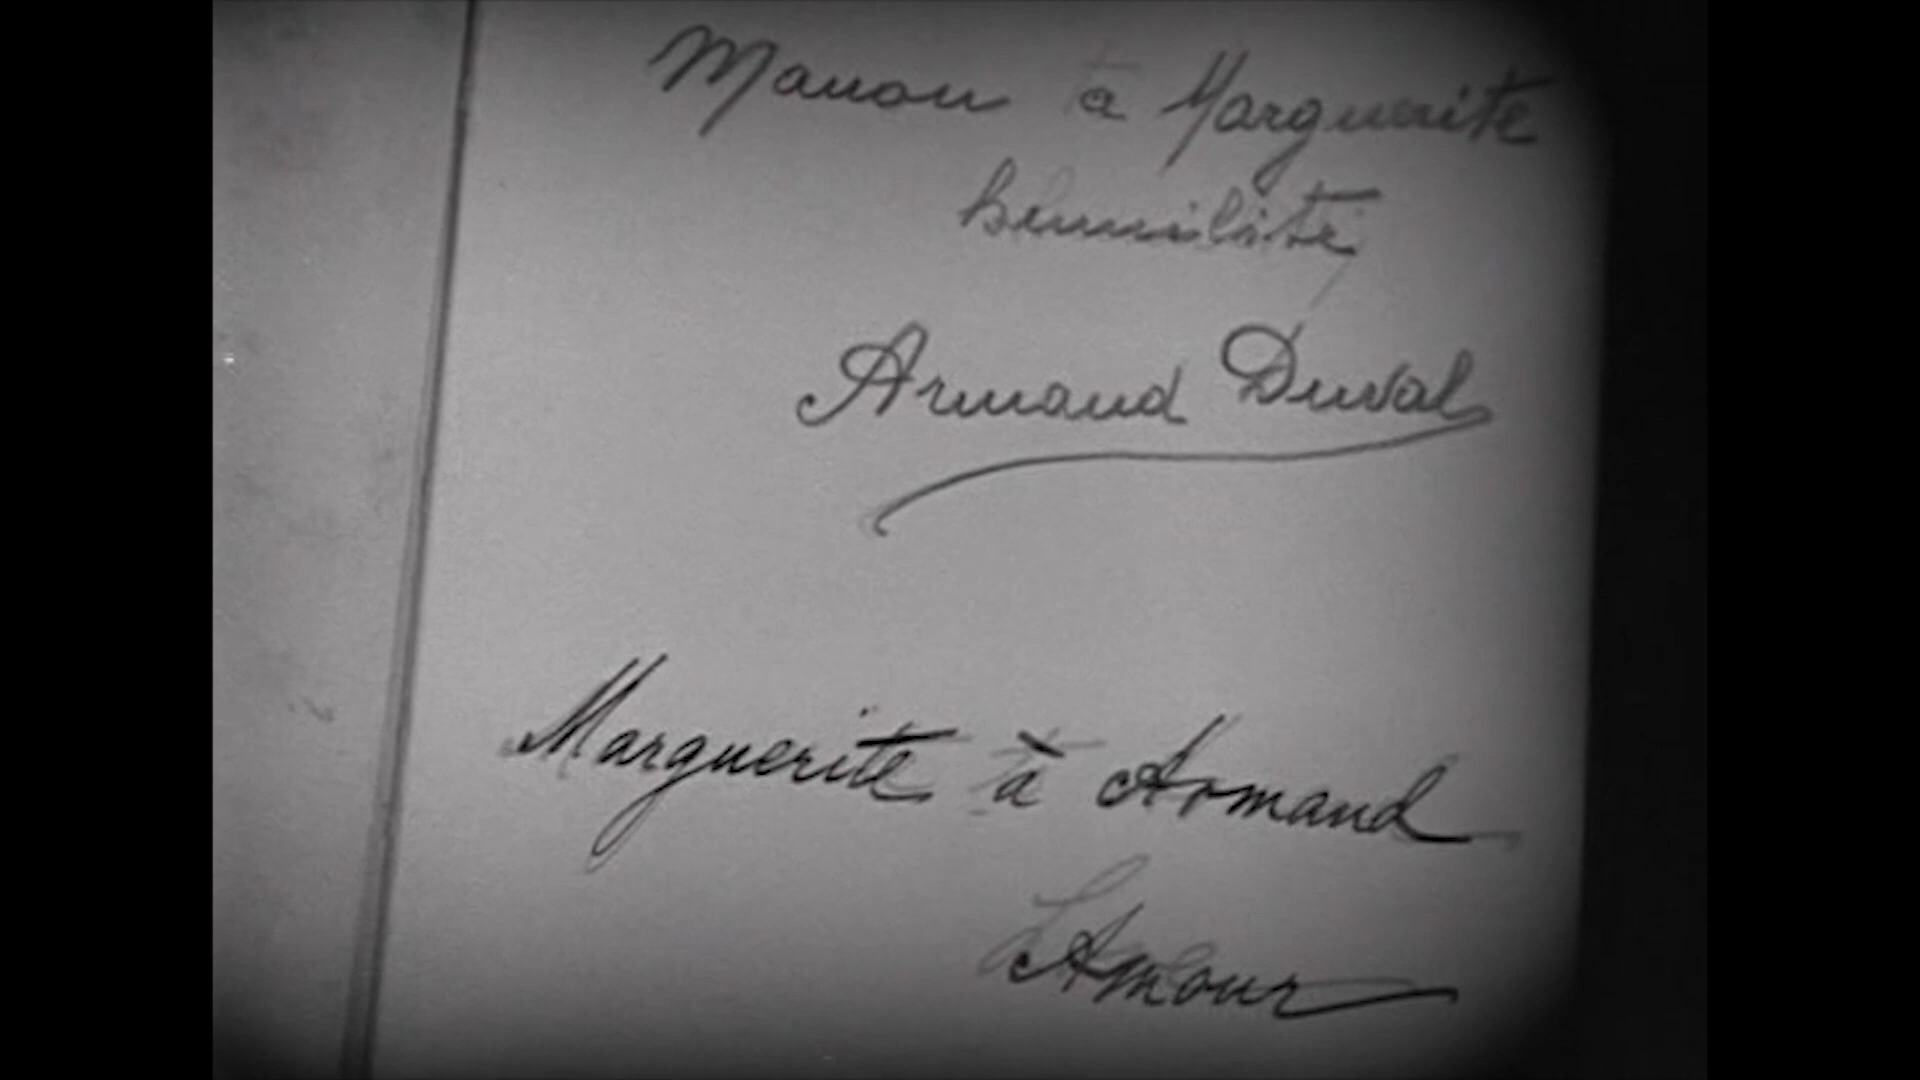 Manon à Marguerite
humilité
Armand Duval
Marguerite à Armand
Amour